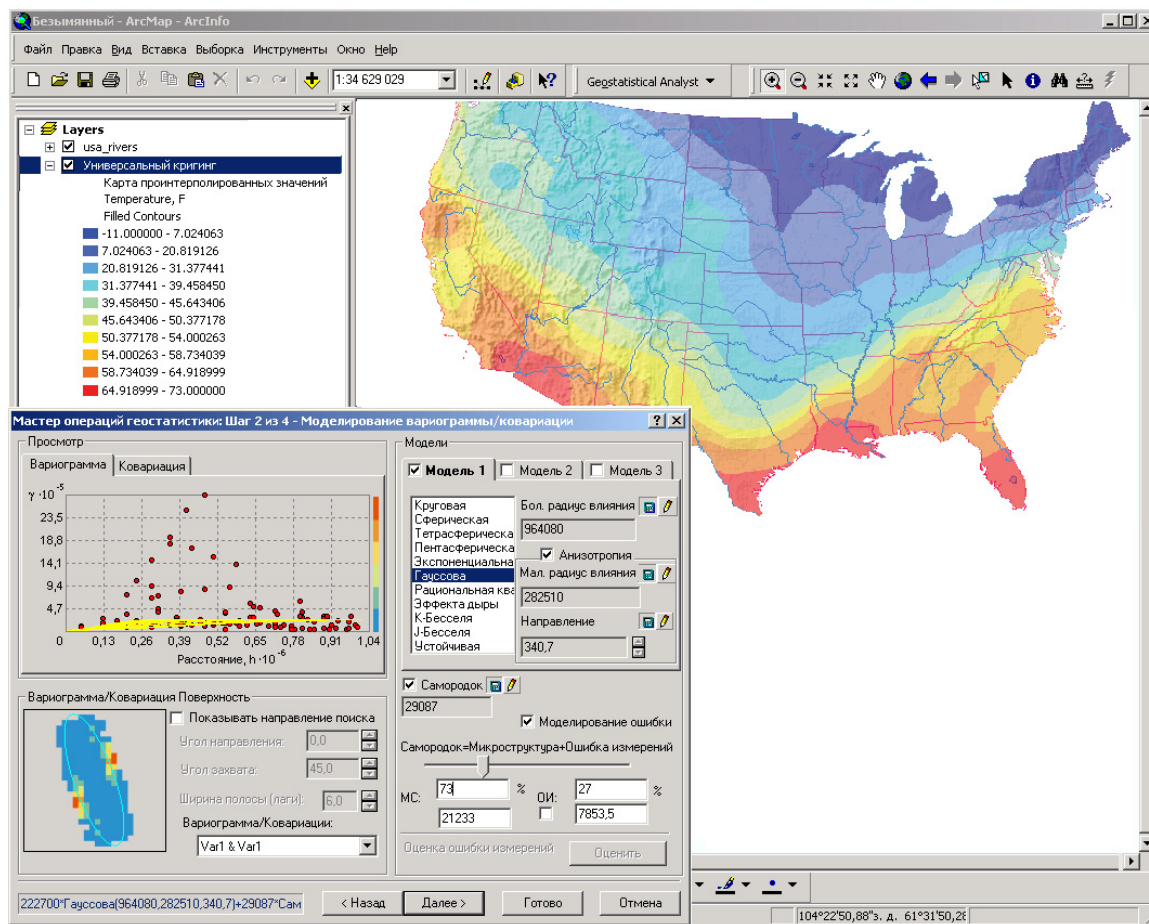 Безымянный - ArcMap - ArcInfo
Файл Правка Вид Вставка Выборка Инструменты Окно Help
1:34 629 029
Geostatistical Analyst
Layers
usa_rivers
Универсальный кригинг
Карта проинтерполированных значений
Temperature, F
Filled Contours
-11.000000 - 7.024063
7.024063 - 20.819126
20.819126 - 31.377441
31.377441 - 39.458450
39.458450 - 45.643406
45.643406 - 50.377178
50.377178 - 54.000263
54.000263 - 58.734039
58.734039 - 64.918999
64.918999 - 73.000000
Мастер операций геостатистики: Шаг 2 из 4 - Моделирование вариограммы/ковариации
Просмотр
Вариограмма Ковариация
γ ·10⁻⁵
23,5
18,8
14,1
9,4
4,7
0 0,13 0,26 0,39 0,52 0,65 0,78 0,91 1,04
Расстояние, h ·10⁻⁶
Модели
Модель 1 Модель 2 Модель 3
Круговая
Сферическая
Тетрасферическа
Пентасферическа
Экспоненциальна
Гауссова
Рациональная ква
Эффекта дыры
К-Бесселя
J-Бесселя
Устойчивая
Бол. радиус влияния
964080
Анизотропия
Мал. радиус влияния
282510
Направление
340,7
Самородок
29087
Моделирование ошибки
Самородок=Микроструктура+Ошибка измерений
МС: 73 % ОИ: 27 %
21233 7853,5
Оценка ошибки измерений Оценить
Вариограмма/Ковариация Поверхность
Показывать направление поиска
Угол направления: 0,0
Угол захвата: 45,0
Ширина полосы (лаги): 6,0
Вариограмма/Ковариации:
Var1 & Var1
222700*Гауссова(964080,282510,340,7)+29087*Сам
< Назад Далее > Готово Отмена
104°22'50,88"з. д. 61°31'50,28